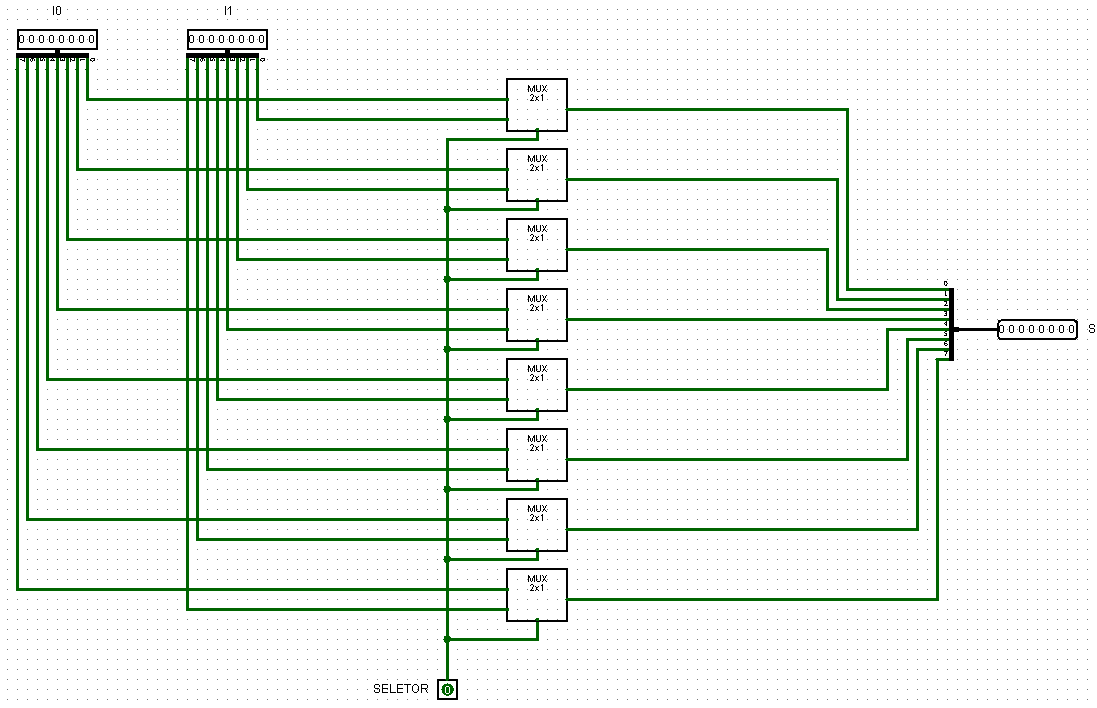 I0
I1
00000000
00000000
7 6 5 4 3 2 1 0
7 6 5 4 3 2 1 0
MUX
2x1
MUX
2x1
MUX
2x1
MUX
2x1
MUX
2x1
MUX
2x1
MUX
2x1
MUX
2x1
0
1
2
3
4
5
6
7
00000000
S
SELETOR
0